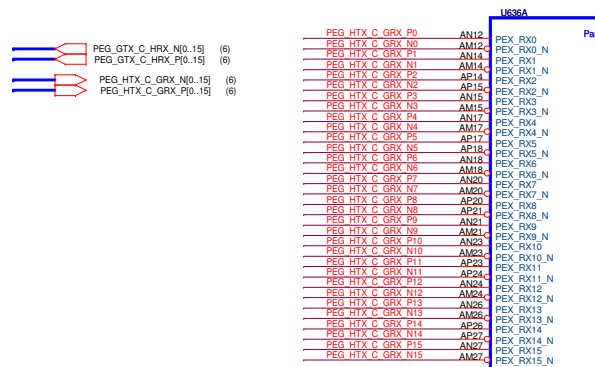 U636A
Pa
PEG_GTX_C_HRX_N[0..15] (6)
PEG_GTX_C_HRX_P[0..15] (6)
PEG_HTX_C_GRX_N[0..15] (6)
PEG_HTX_C_GRX_P[0..15] (6)
PEG_HTX_C_GRX_P0 AN12 PEX_RX0
PEG_HTX_C_GRX_N0 AM12 PEX_RX0_N
PEG_HTX_C_GRX_P1 AN14 PEX_RX1
PEG_HTX_C_GRX_N1 AM14 PEX_RX1_N
PEG_HTX_C_GRX_P2 AP14 PEX_RX2
PEG_HTX_C_GRX_N2 AP15 PEX_RX2_N
PEG_HTX_C_GRX_P3 AN15 PEX_RX3
PEG_HTX_C_GRX_N3 AM15 PEX_RX3_N
PEG_HTX_C_GRX_P4 AN17 PEX_RX4
PEG_HTX_C_GRX_N4 AM17 PEX_RX4_N
PEG_HTX_C_GRX_P5 AP17 PEX_RX5
PEG_HTX_C_GRX_N5 AP18 PEX_RX5_N
PEG_HTX_C_GRX_P6 AN18 PEX_RX6
PEG_HTX_C_GRX_N6 AM18 PEX_RX6_N
PEG_HTX_C_GRX_P7 AN20 PEX_RX7
PEG_HTX_C_GRX_N7 AM20 PEX_RX7_N
PEG_HTX_C_GRX_P8 AP20 PEX_RX8
PEG_HTX_C_GRX_N8 AP21 PEX_RX8_N
PEG_HTX_C_GRX_P9 AN21 PEX_RX9
PEG_HTX_C_GRX_N9 AM21 PEX_RX9_N
PEG_HTX_C_GRX_P10 AN23 PEX_RX10
PEG_HTX_C_GRX_N10 AM23 PEX_RX10_N
PEG_HTX_C_GRX_P11 AP23 PEX_RX11
PEG_HTX_C_GRX_N11 AP24 PEX_RX11_N
PEG_HTX_C_GRX_P12 AN24 PEX_RX12
PEG_HTX_C_GRX_N12 AM24 PEX_RX12_N
PEG_HTX_C_GRX_P13 AN26 PEX_RX13
PEG_HTX_C_GRX_N13 AM26 PEX_RX13_N
PEG_HTX_C_GRX_P14 AP26 PEX_RX14
PEG_HTX_C_GRX_N14 AP27 PEX_RX14_N
PEG_HTX_C_GRX_P15 AN27 PEX_RX15
PEG_HTX_C_GRX_N15 AM27 PEX_RX15_N